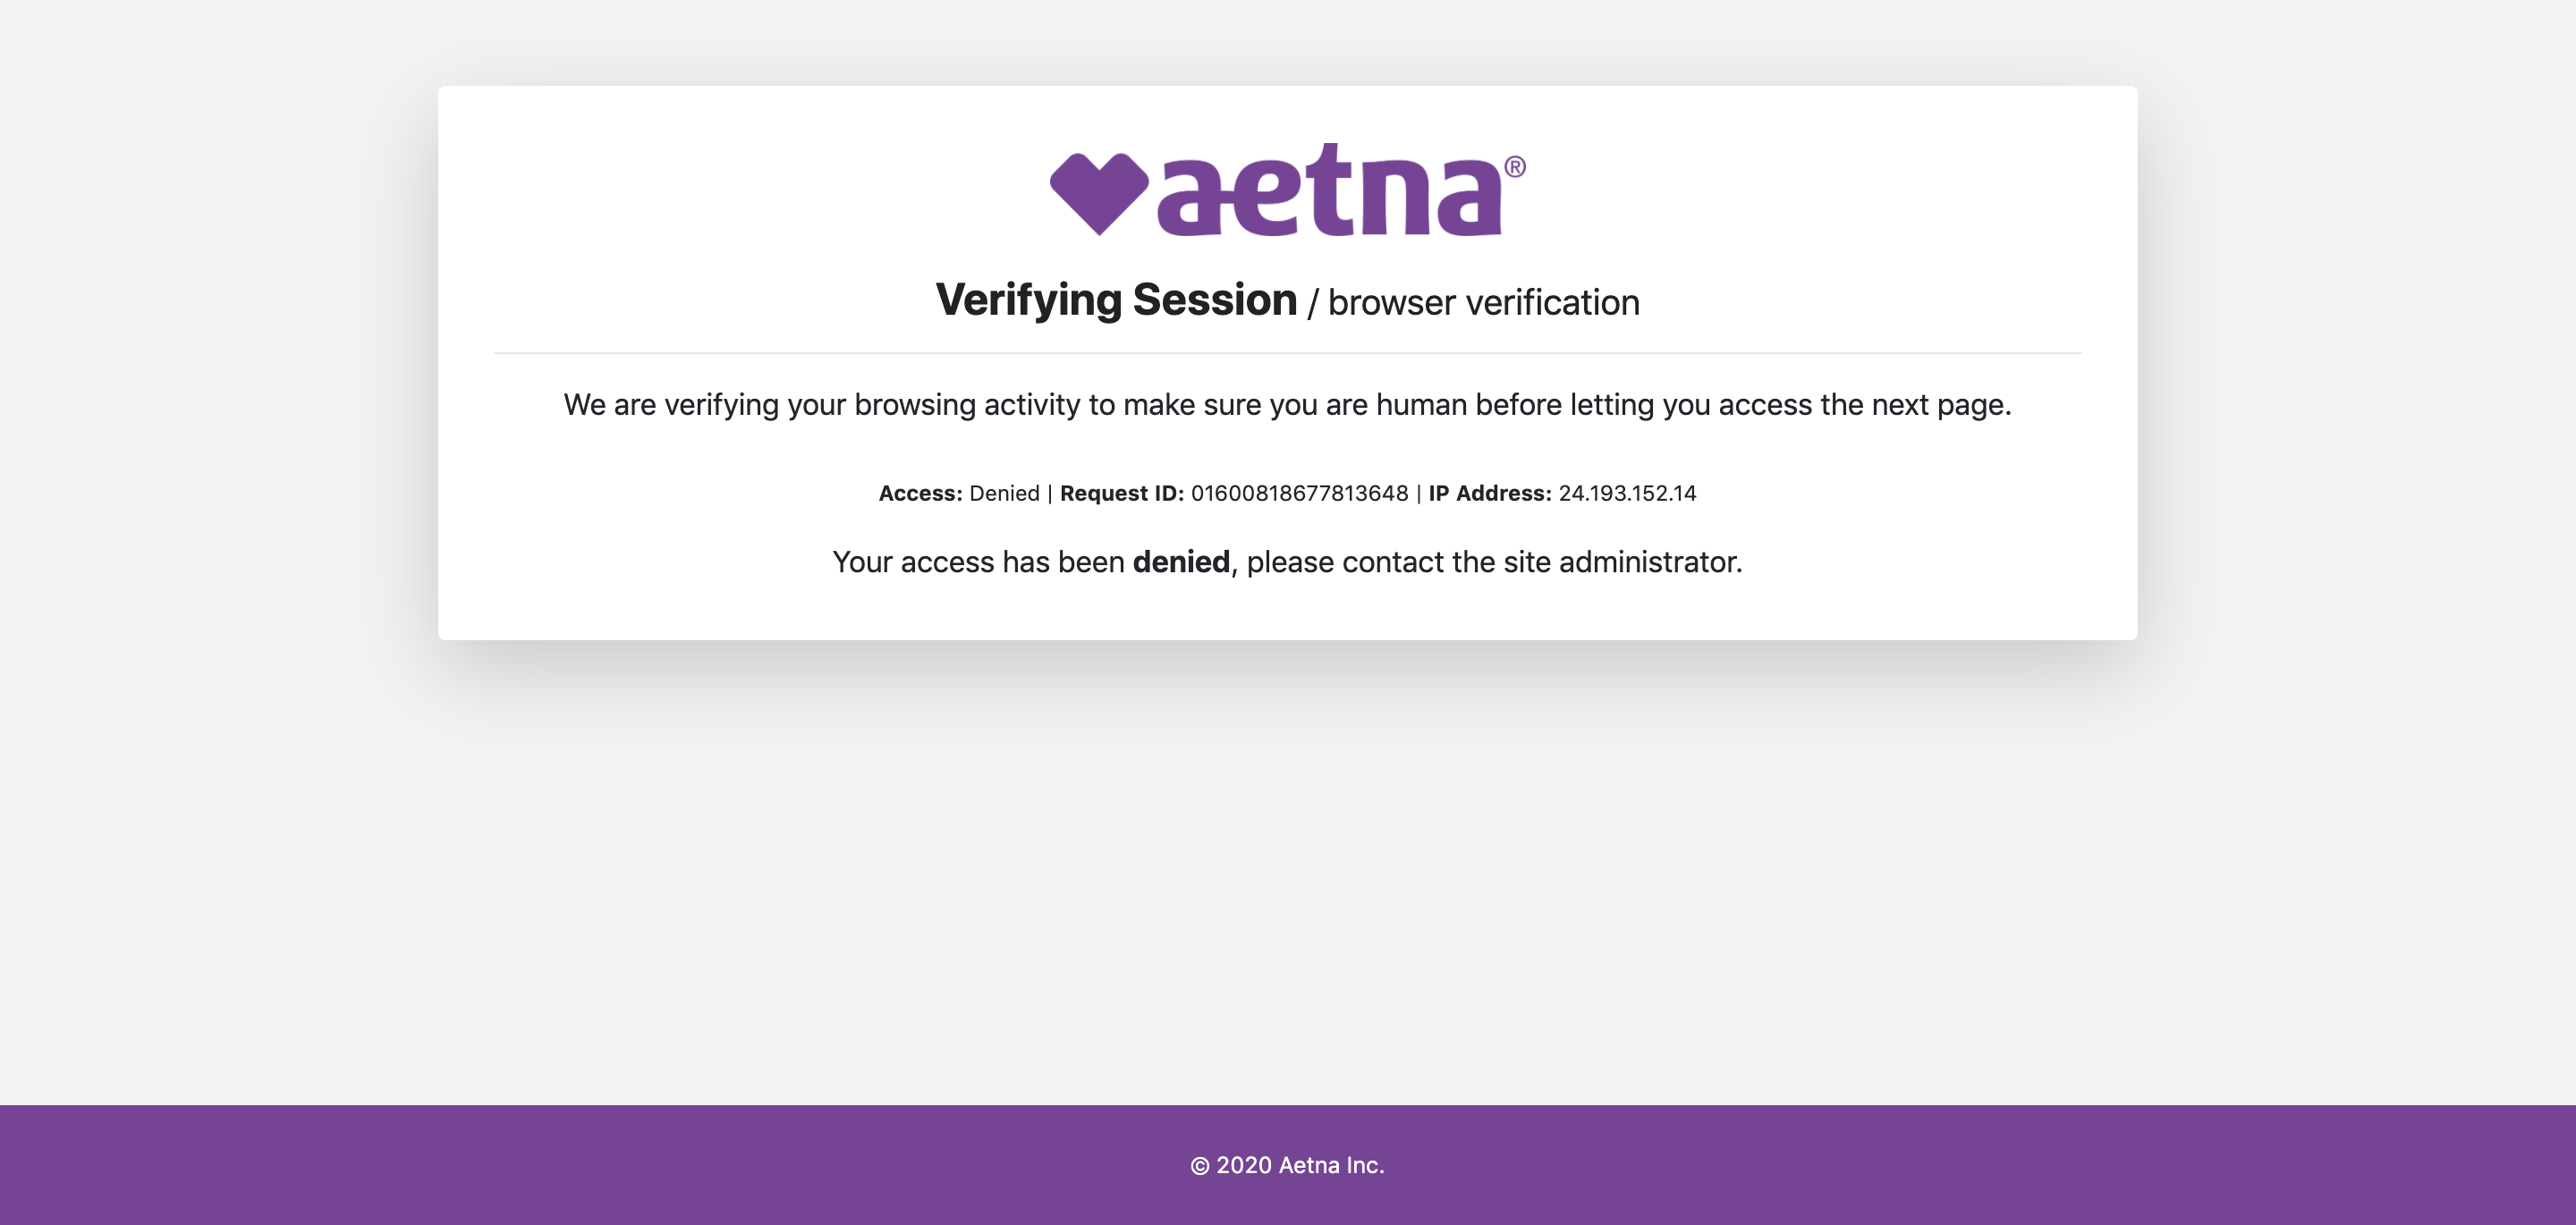 aetna®
Verifying Session / browser verification
We are verifying your browsing activity to make sure you are human before letting you access the next page.
Access: Denied | Request ID: 01600818677813648 | IP Address: 24.193.152.14
Your access has been denied, please contact the site administrator.
© 2020 Aetna Inc.